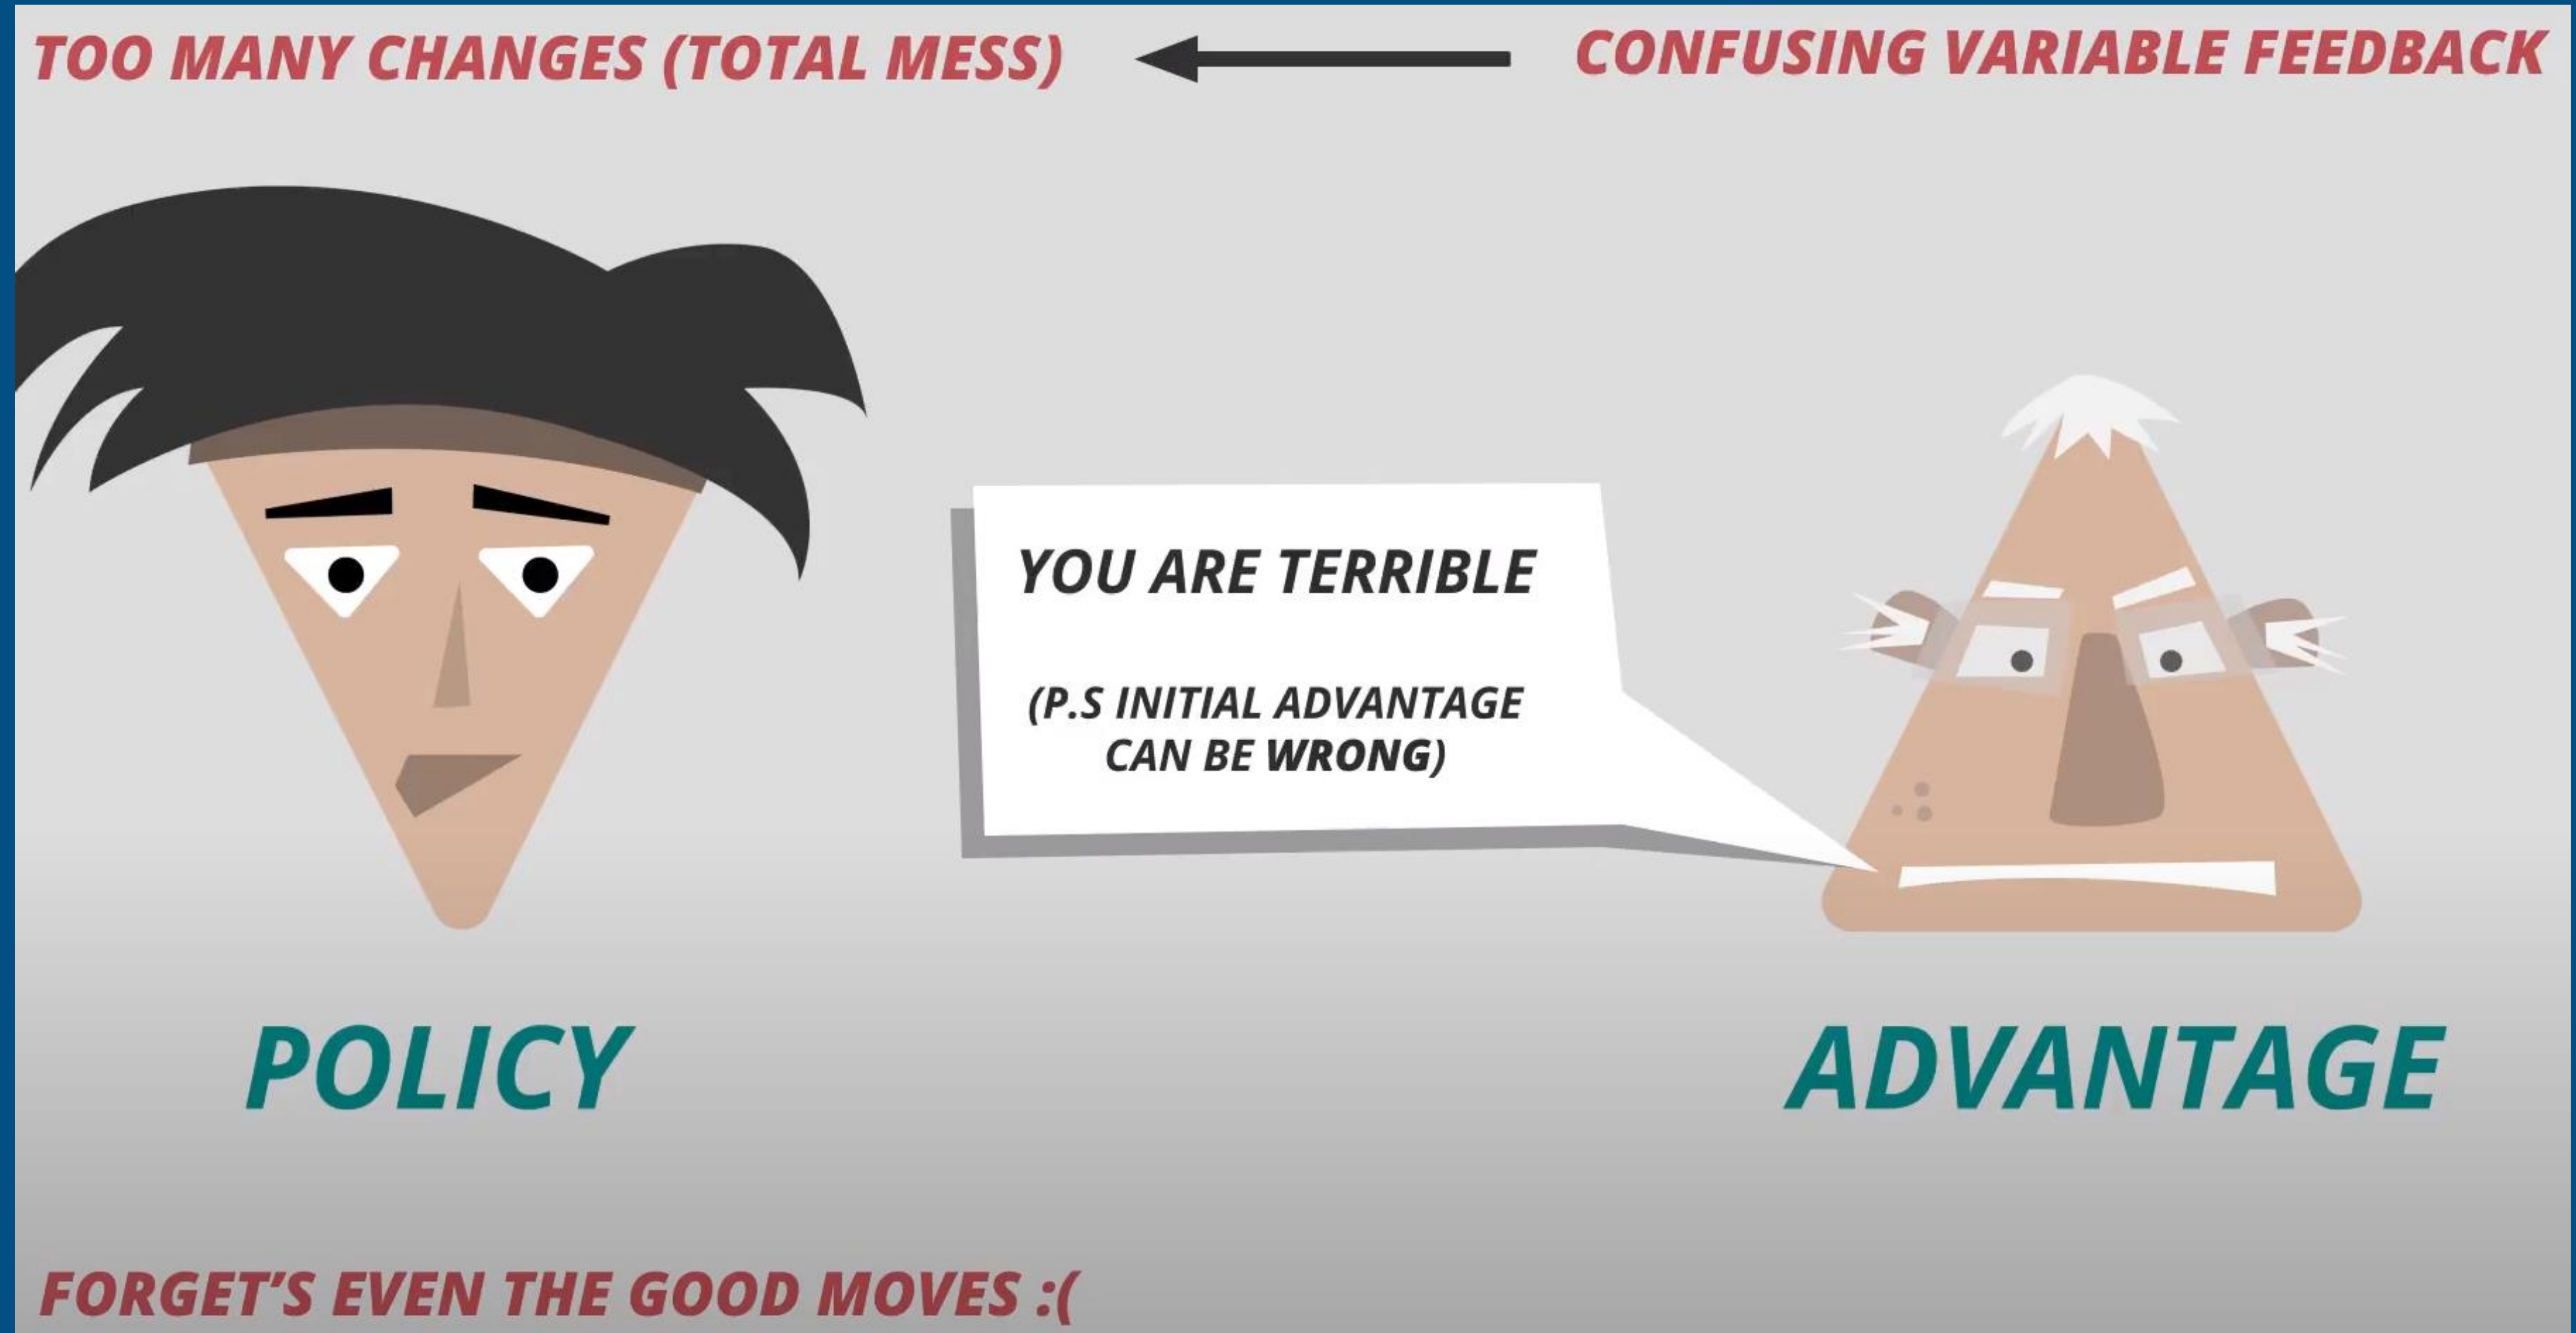 TOO MANY CHANGES (TOTAL MESS)
CONFUSING VARIABLE FEEDBACK
YOU ARE TERRIBLE
(P.S INITIAL ADVANTAGE
CAN BE WRONG)
POLICY
ADVANTAGE
FORGET'S EVEN THE GOOD MOVES :(